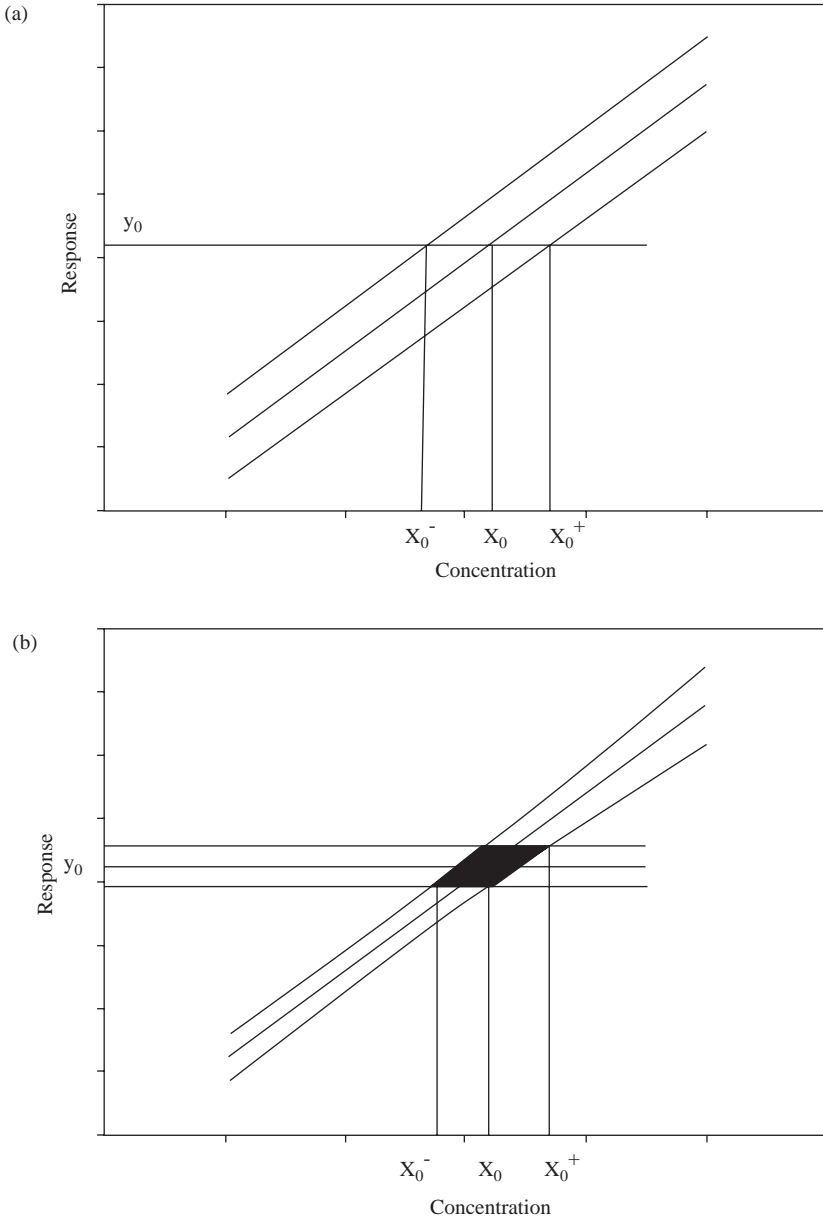 (a)
y₀
Response
X₀⁻ X₀ X₀⁺
Concentration
(b)
y₀
Response
X₀⁻ X₀ X₀⁺
Concentration